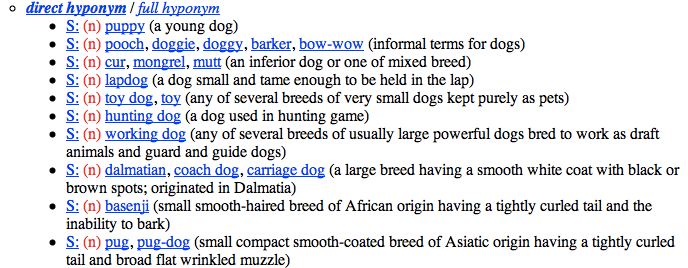 direct hyponym / full hyponym
S: (n) puppy (a young dog)
S: (n) pooch, doggie, doggy, barker, bow-wow (informal terms for dogs)
S: (n) cur, mongrel, mutt (an inferior dog or one of mixed breed)
S: (n) lapdog (a dog small and tame enough to be held in the lap)
S: (n) toy dog, toy (any of several breeds of very small dogs kept purely as pets)
S: (n) hunting dog (a dog used in hunting game)
S: (n) working dog (any of several breeds of usually large powerful dogs bred to work as draft
animals and guard and guide dogs)
S: (n) dalmatian, coach dog, carriage dog (a large breed having a smooth white coat with black or
brown spots; originated in Dalmatia)
S: (n) basenji (small smooth-haired breed of African origin having a tightly curled tail and the
inability to bark)
S: (n) pug, pug-dog (small compact smooth-coated breed of Asiatic origin having a tightly curled
tail and broad flat wrinkled muzzle)